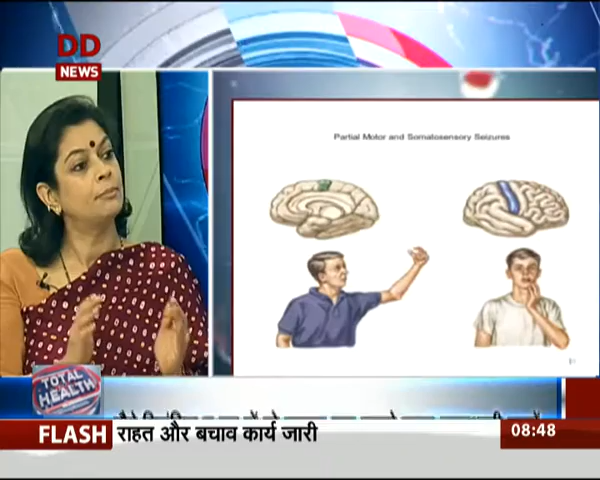 DD
NEWS
Partial Motor and Somatosensory Seizures
TOTAL
HEALTH
FLASH
राहत और बचाव कार्य जारी
08:48